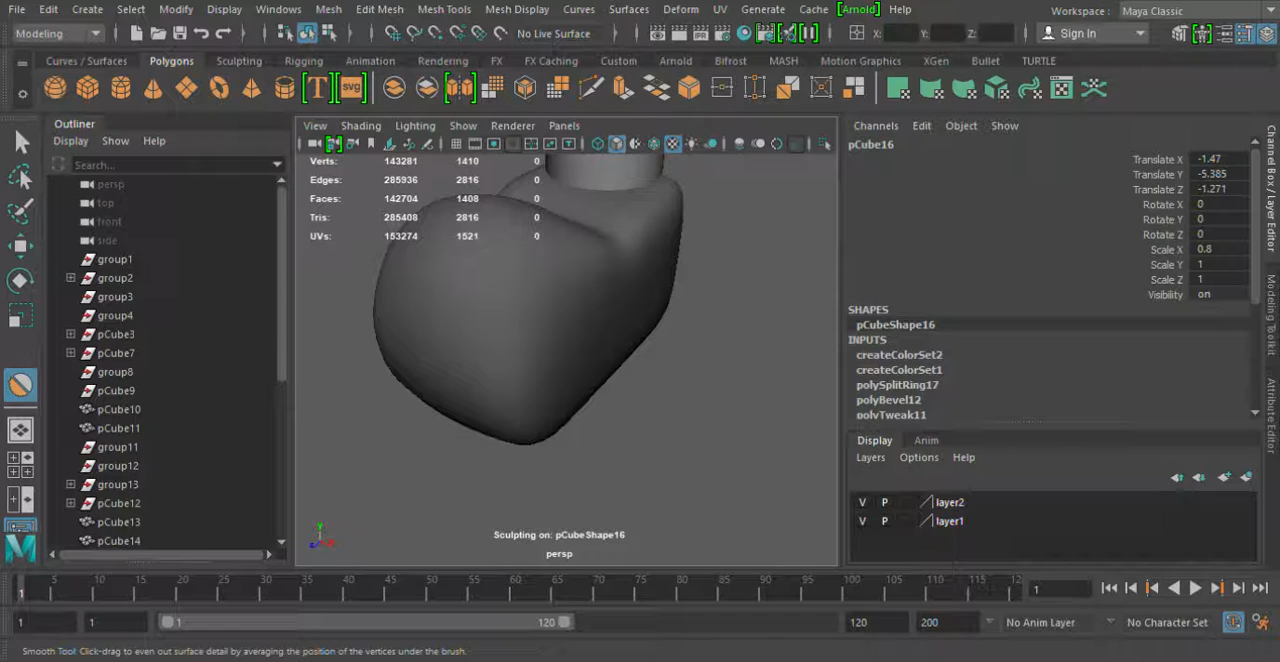 File Edit Create Select Modify Display Windows Mesh Edit Mesh Mesh Tools Mesh Display Curves Surfaces Deform UV Generate Cache [Arnold] Help Workspace: Maya Classic
Modeling No Live Surface X: Y: Z: Sign In
Curves / Surfaces Polygons Sculpting Rigging Animation Rendering FX FX Caching Custom Arnold Bifrost MASH Motion Graphics XGen Bullet TURTLE
T SVG
Outliner
Display Show Help
Search...
persp
top
front
side
group1
group2
group3
group4
pCube3
pCube7
group8
pCube9
pCube10
pCube11
group11
group12
group13
pCube12
pCube13
pCube14
View Shading Lighting Show Renderer Panels
Verts: 143281 1410 0
Edges: 285936 2816 0
Faces: 142704 1408 0
Tris: 285408 2816 0
UVs: 153274 1521 0
Sculpting on: pCubeShape16
persp
Channels Edit Object Show
pCube16
Translate X -1.47
Translate Y -5.385
Translate Z -1.271
Rotate X 0
Rotate Y 0
Rotate Z 0
Scale X 0.8
Scale Y 1
Scale Z 1
Visibility on
SHAPES
pCubeShape16
INPUTS
createColorSet2
createColorSet1
polySplitRing17
polyBevel12
polyTweak11
Display Anim
Layers Options Help
V P layer2
V P layer1
Channel Box / Layer Editor
Modeling Toolkit
Attribute Editor
1 5 10 15 20 25 30 35 40 45 50 55 60 65 70 75 80 85 90 95 100 105 110 115 12 1
1 1 1 120 120 200 No Anim Layer No Character Set
Smooth Tool: Click-drag to even out surface detail by averaging the position of the vertices under the brush.